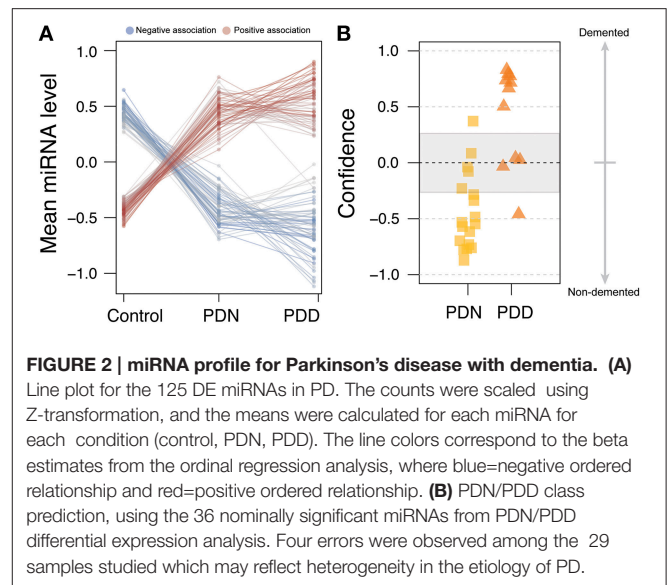 A
Negative association Positive association
B
Mean miRNA level
1.0
0.5
0.0
−0.5
−1.0
Control PDN PDD
Confidence
1.0
0.5
0.0
−0.5
−1.0
PDN PDD
Demented
Non-demented
FIGURE 2 | miRNA profile for Parkinson's disease with dementia. (A)
Line plot for the 125 DE miRNAs in PD. The counts were scaled using
Z-transformation, and the means were calculated for each miRNA for
each condition (control, PDN, PDD). The line colors correspond to the beta
estimates from the ordinal regression analysis, where blue=negative ordered
relationship and red=positive ordered relationship. (B) PDN/PDD class
prediction, using the 36 nominally significant miRNAs from PDN/PDD
differential expression analysis. Four errors were observed among the 29
samples studied which may reflect heterogeneity in the etiology of PD.